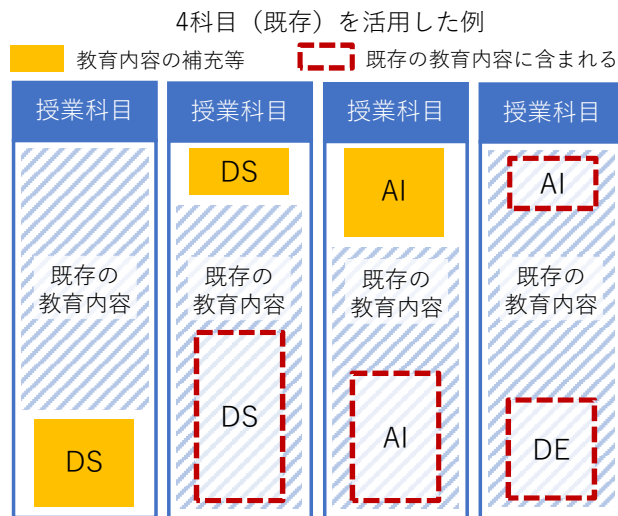 4科目（既存）を活用した例
教育内容の補充等
既存の教育内容に含まれる
授業科目
既存の
教育内容
DS
授業科目
DS
既存の
教育内容
DS
授業科目
AI
既存の
教育内容
AI
授業科目
AI
既存の
教育内容
DE